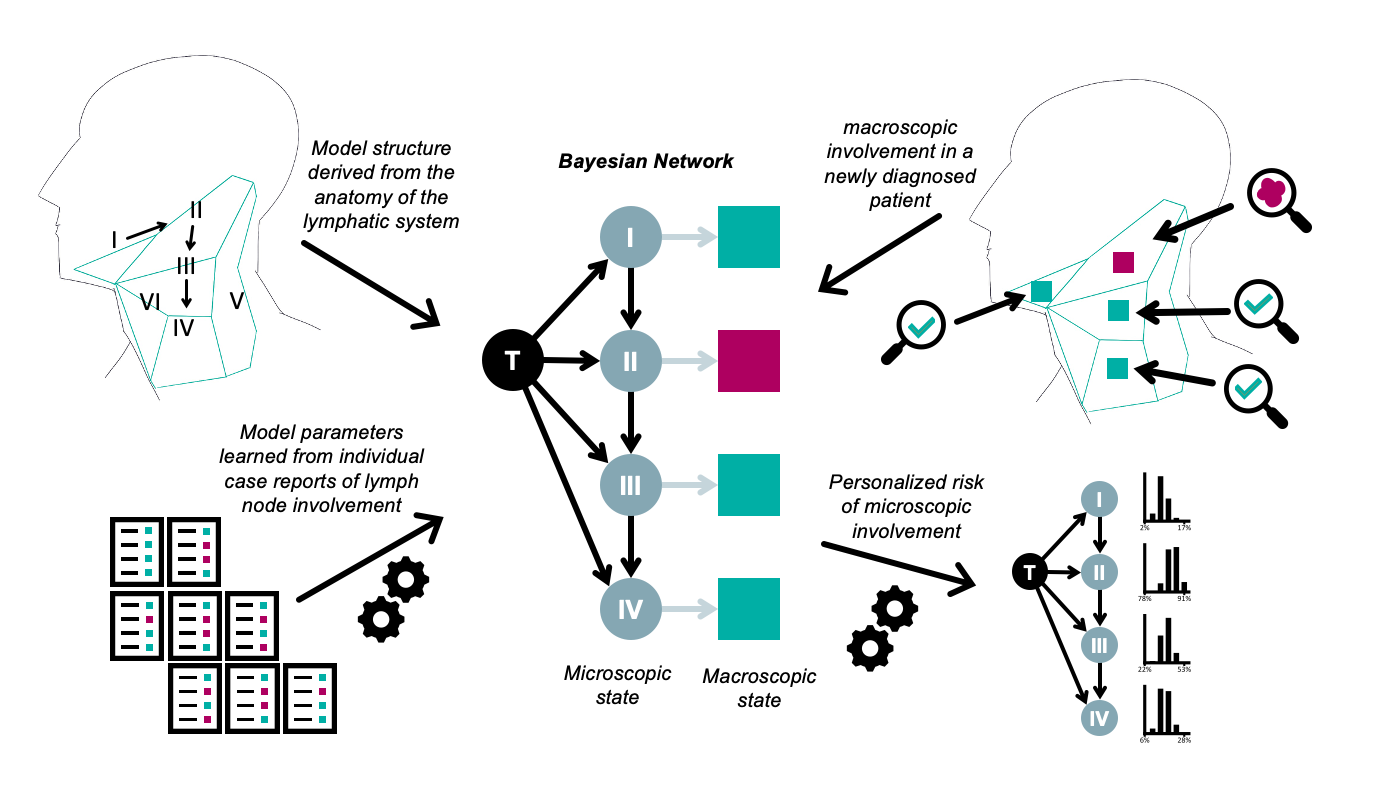 Model structure
derived from the
anatomy of the
lymphatic system
I
II
III
VI
IV
V
Bayesian Network
T
I
II
III
IV
Microscopic
state
Macroscopic
state
macroscopic
involvement in a
newly diagnosed
patient
Model parameters
learned from individual
case reports of lymph
node involvement
Personalized risk
of microscopic
involvement
T
I
2% 17%
II
78% 91%
III
22% 53%
IV
6% 28%